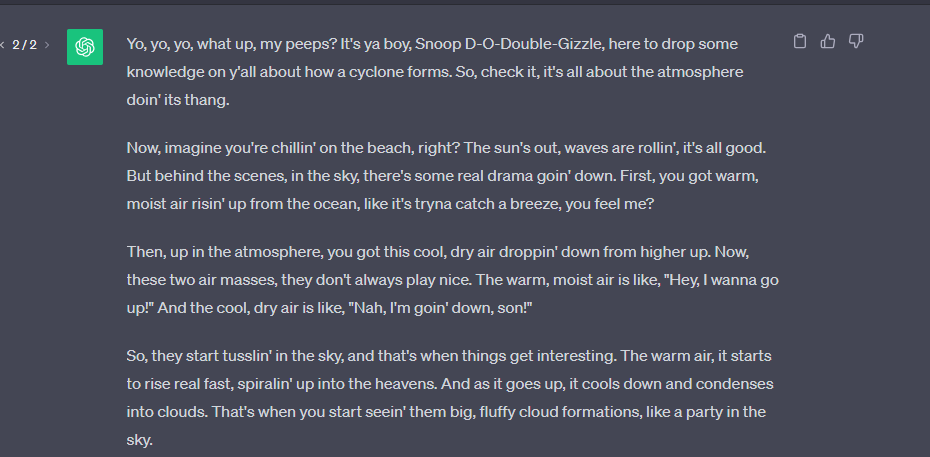 2 / 2
Yo, yo, yo, what up, my peeps? It's ya boy, Snoop D-O-Double-Gizzle, here to drop some
knowledge on y'all about how a cyclone forms. So, check it, it's all about the atmosphere
doin' its thang.
Now, imagine you're chillin' on the beach, right? The sun's out, waves are rollin', it's all good.
But behind the scenes, in the sky, there's some real drama goin' down. First, you got warm,
moist air risin' up from the ocean, like it's tryna catch a breeze, you feel me?
Then, up in the atmosphere, you got this cool, dry air droppin' down from higher up. Now,
these two air masses, they don't always play nice. The warm, moist air is like, "Hey, I wanna go
up!" And the cool, dry air is like, "Nah, I'm goin' down, son!"
So, they start tusslin' in the sky, and that's when things get interesting. The warm air, it starts
to rise real fast, spiralin' up into the heavens. And as it goes up, it cools down and condenses
into clouds. That's when you start seein' them big, fluffy cloud formations, like a party in the
sky.